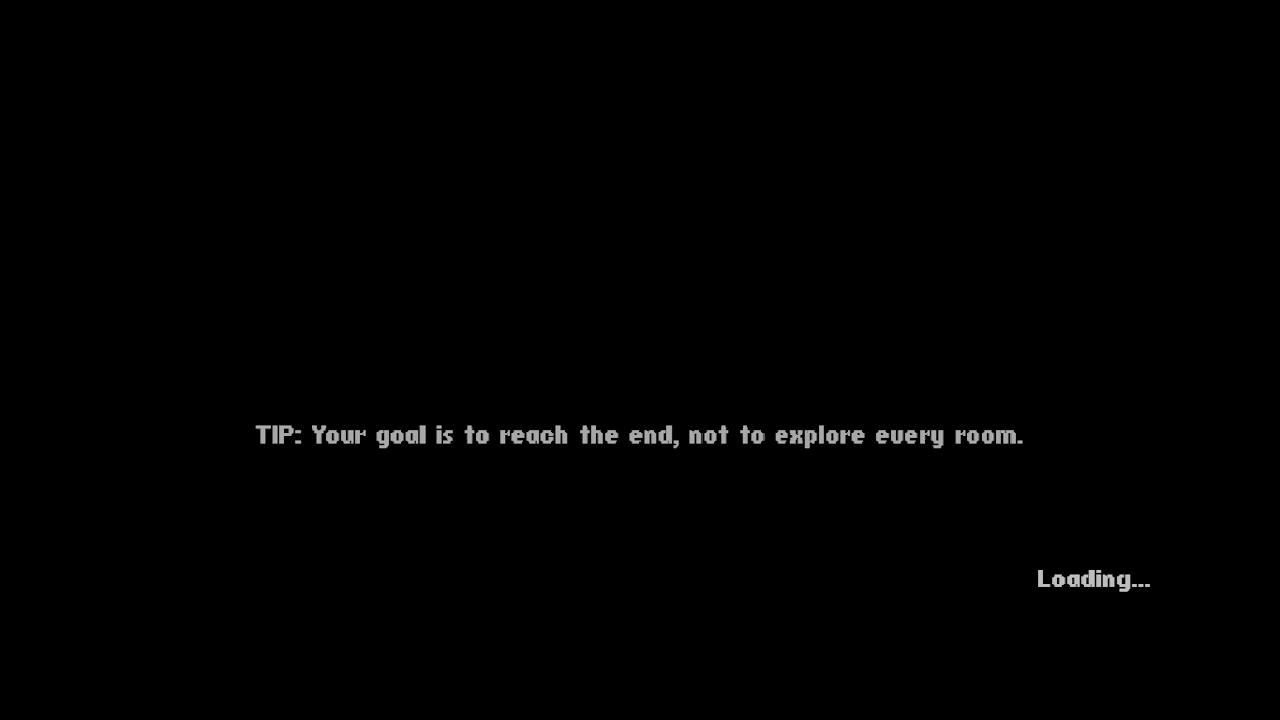 TIP: Your goal is to reach the end, not to explore every room.
Loading...